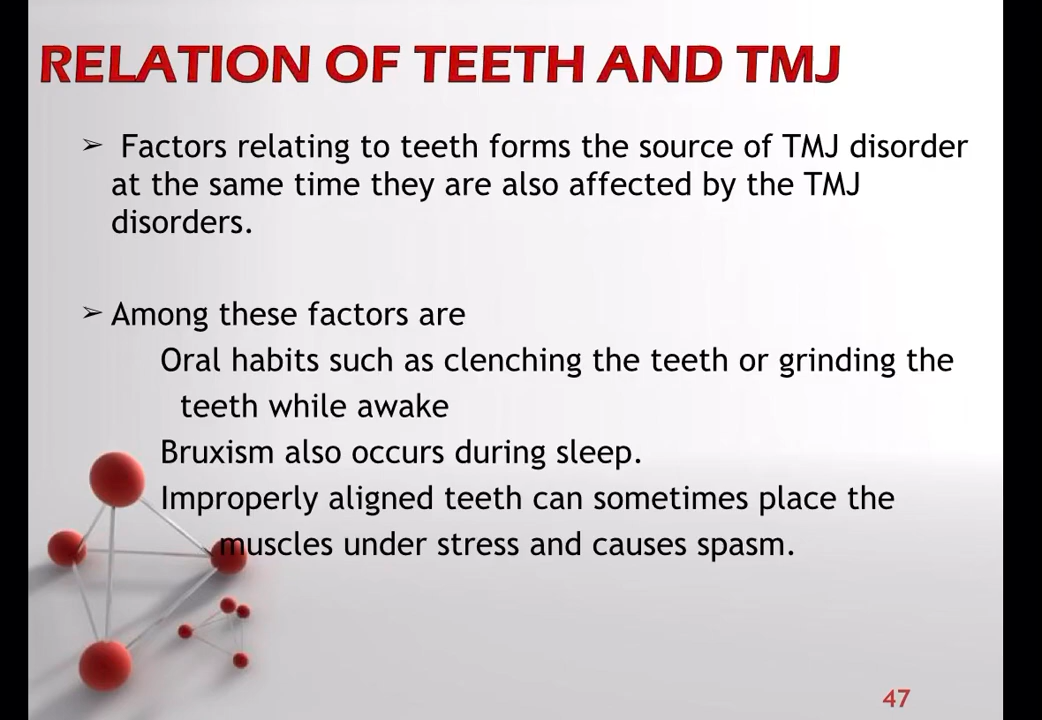 RELATION OF TEETH AND TMJ
➢ Factors relating to teeth forms the source of TMJ disorder
at the same time they are also affected by the TMJ
disorders.
➢ Among these factors are
Oral habits such as clenching the teeth or grinding the
teeth while awake
Bruxism also occurs during sleep.
Improperly aligned teeth can sometimes place the
muscles under stress and causes spasm.
47